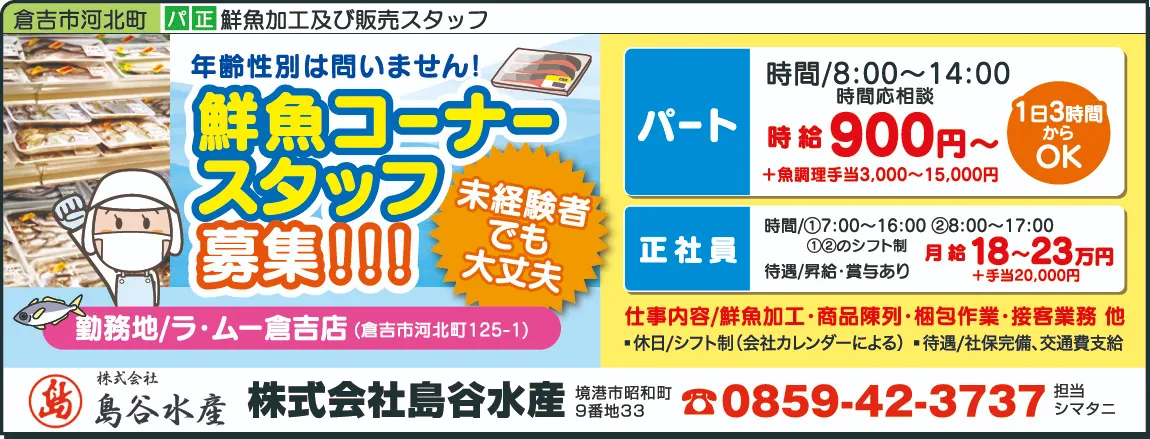 倉吉市河北町 パ 正 鮮魚加工及び販売スタッフ
年齢性別は問いません!
鮮魚コーナー
スタッフ
募集!!!
未経験者
でも
大丈夫
勤務地/ラ・ムー倉吉店(倉吉市河北町125-1)
パート
時間/8:00〜14:00
時間応相談
時給900円〜
+魚調理手当3,000〜15,000円
1日3時間
から
OK
正社員
時間/①7:00〜16:00 ②8:00〜17:00
①②のシフト制
待遇/昇給・賞与あり
月給18〜23万円
+手当20,000円
仕事内容/鮮魚加工・商品陳列・梱包作業・接客業務 他
▪休日/シフト制(会社カレンダーによる) ▪待遇/社保完備、交通費支給
島
株式会社
島谷水産
株式会社島谷水産
境港市昭和町
9番地33
☎0859-42-3737
担当
シマタニ